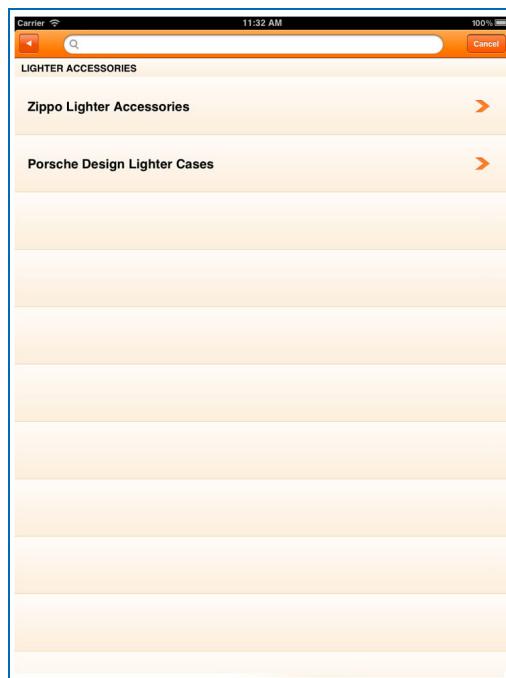 Carrier 11:32 AM 100%
Cancel
LIGHTER ACCESSORIES
Zippo Lighter Accessories
Porsche Design Lighter Cases